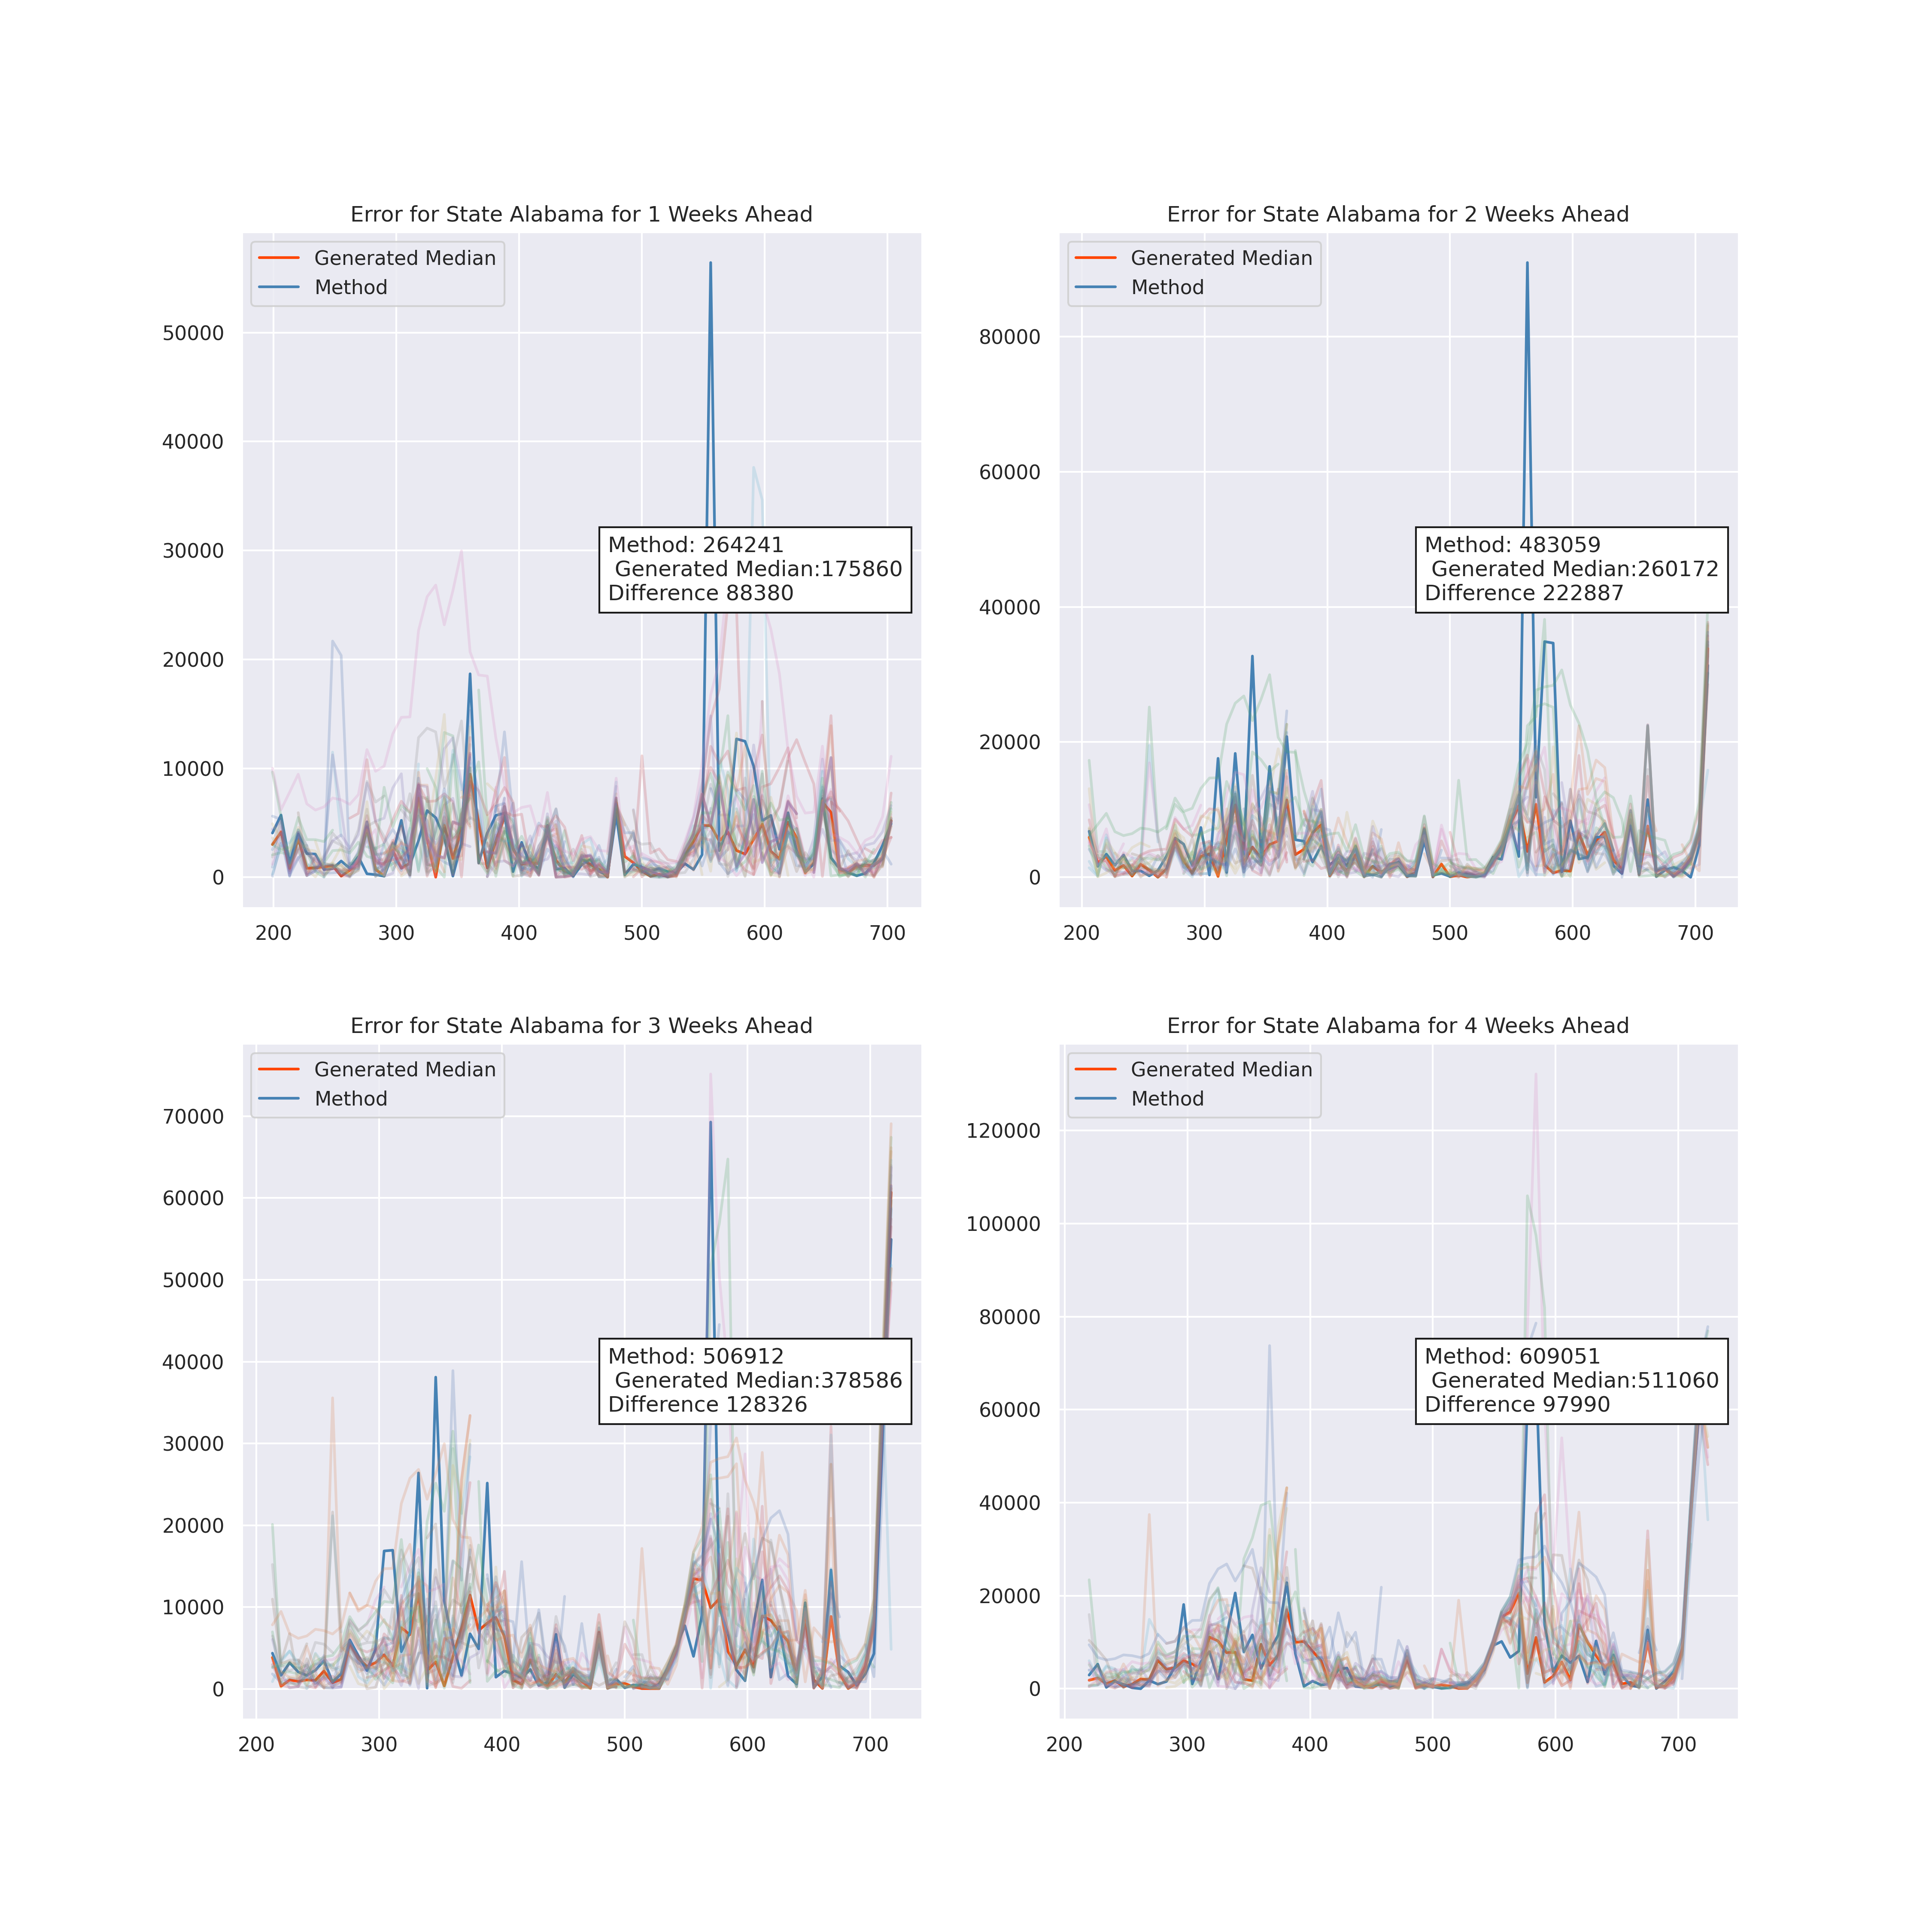 Error for State Alabama for 1 Weeks Ahead
Generated Median
Method
50000
40000
30000
20000
10000
0
Method: 264241
Generated Median:175860
Difference 88380
200 300 400 500 600 700
Error for State Alabama for 2 Weeks Ahead
Generated Median
Method
80000
60000
40000
20000
0
Method: 483059
Generated Median:260172
Difference 222887
200 300 400 500 600 700
Error for State Alabama for 3 Weeks Ahead
Generated Median
Method
70000
60000
50000
40000
30000
20000
10000
0
Method: 506912
Generated Median:378586
Difference 128326
200 300 400 500 600 700
Error for State Alabama for 4 Weeks Ahead
Generated Median
Method
120000
100000
80000
60000
40000
20000
0
Method: 609051
Generated Median:511060
Difference 97990
200 300 400 500 600 700